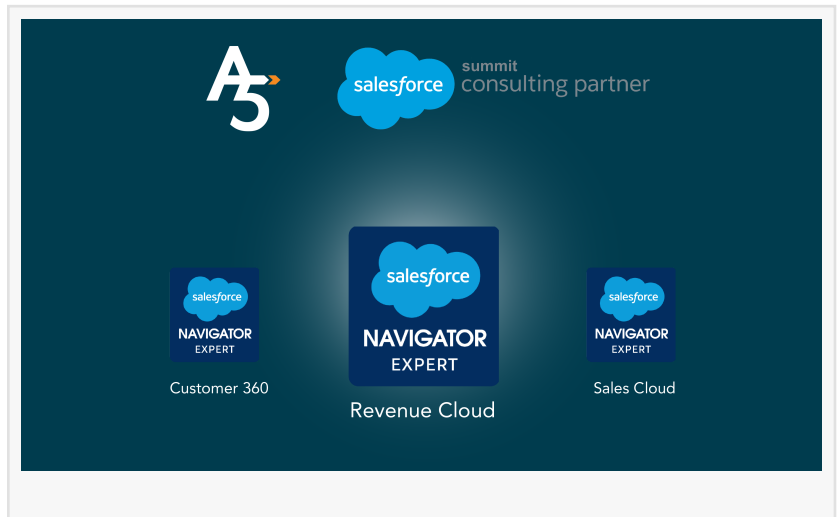 A5
salesforce
summit
consulting partner
salesforce
NAVIGATOR
EXPERT
Customer 360
salesforce
NAVIGATOR
EXPERT
Revenue Cloud
salesforce
NAVIGATOR
EXPERT
Sales Cloud